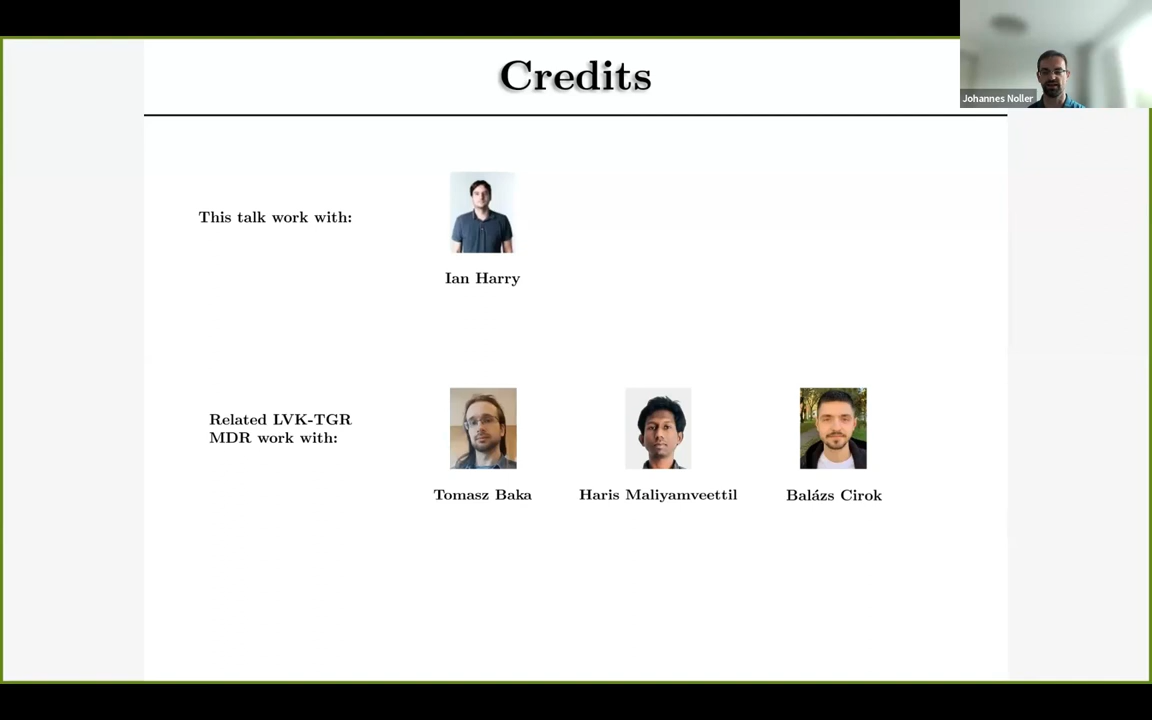 Credits
Johannes Noller
This talk work with:
Ian Harry
Related LVK-TGR
MDR work with:
Tomasz Baka
Haris Maliyamveettil
Balázs Cirok